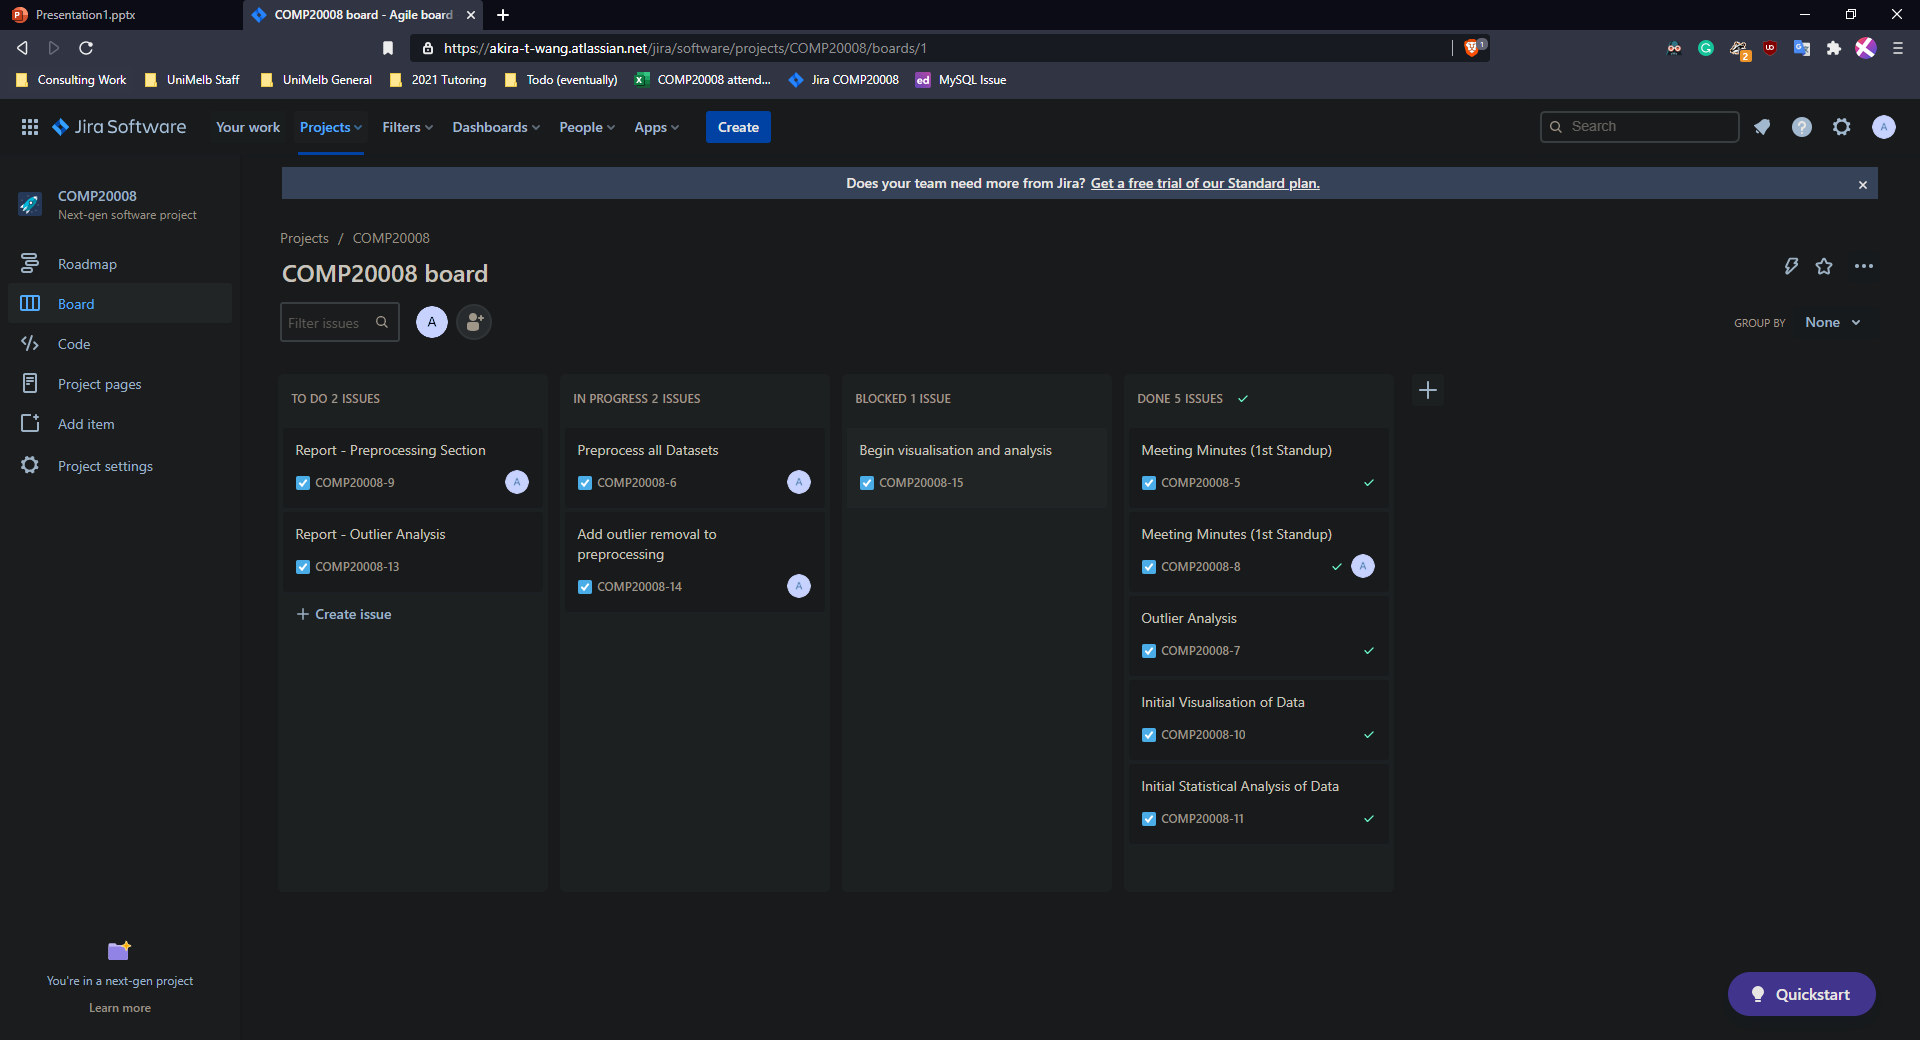 Presentation1.pptx
COMP20008 board - Agile board
https://akira-t-wang.atlassian.net/jira/software/projects/COMP20008/boards/1
1
2
Consulting Work
UniMelb Staff
UniMelb General
2021 Tutoring
Todo (eventually)
COMP20008 attend...
Jira COMP20008
ed MySQL Issue
Jira Software
Your work
Projects
Filters
Dashboards
People
Apps
Create
Search
A
COMP20008
Next-gen software project
Roadmap
Board
Code
Project pages
Add item
Project settings
You're in a next-gen project
Learn more
Does your team need more from Jira? Get a free trial of our Standard plan.
Projects / COMP20008
COMP20008 board
Filter issues
A
GROUP BY None
TO DO 2 ISSUES
Report - Preprocessing Section
COMP20008-9
A
Report - Outlier Analysis
COMP20008-13
Create issue
IN PROGRESS 2 ISSUES
Preprocess all Datasets
COMP20008-6
A
Add outlier removal to
preprocessing
COMP20008-14
A
BLOCKED 1 ISSUE
Begin visualisation and analysis
COMP20008-15
DONE 5 ISSUES
Meeting Minutes (1st Standup)
COMP20008-5
Meeting Minutes (1st Standup)
COMP20008-8
A
Outlier Analysis
COMP20008-7
Initial Visualisation of Data
COMP20008-10
Initial Statistical Analysis of Data
COMP20008-11
Quickstart